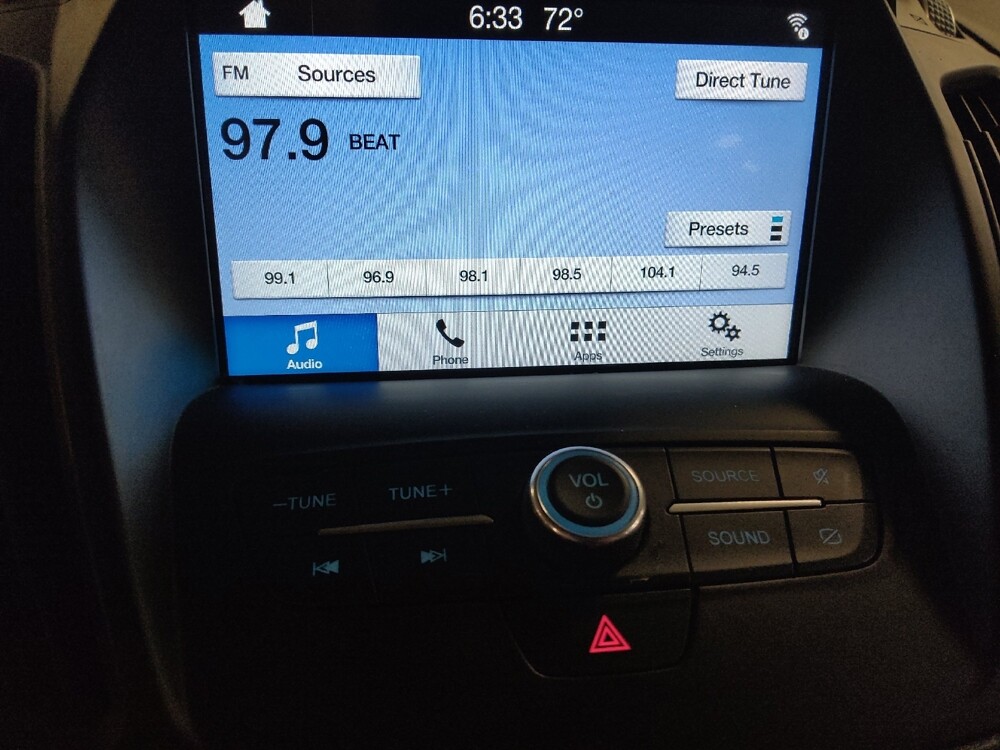 6:33 72°
FM Sources
Direct Tune
97.9 BEAT
Presets
99.1 96.9 98.1 98.5 104.1 94.5
Audio Phone Apps Settings
-TUNE TUNE+
VOL
SOURCE
SOUND